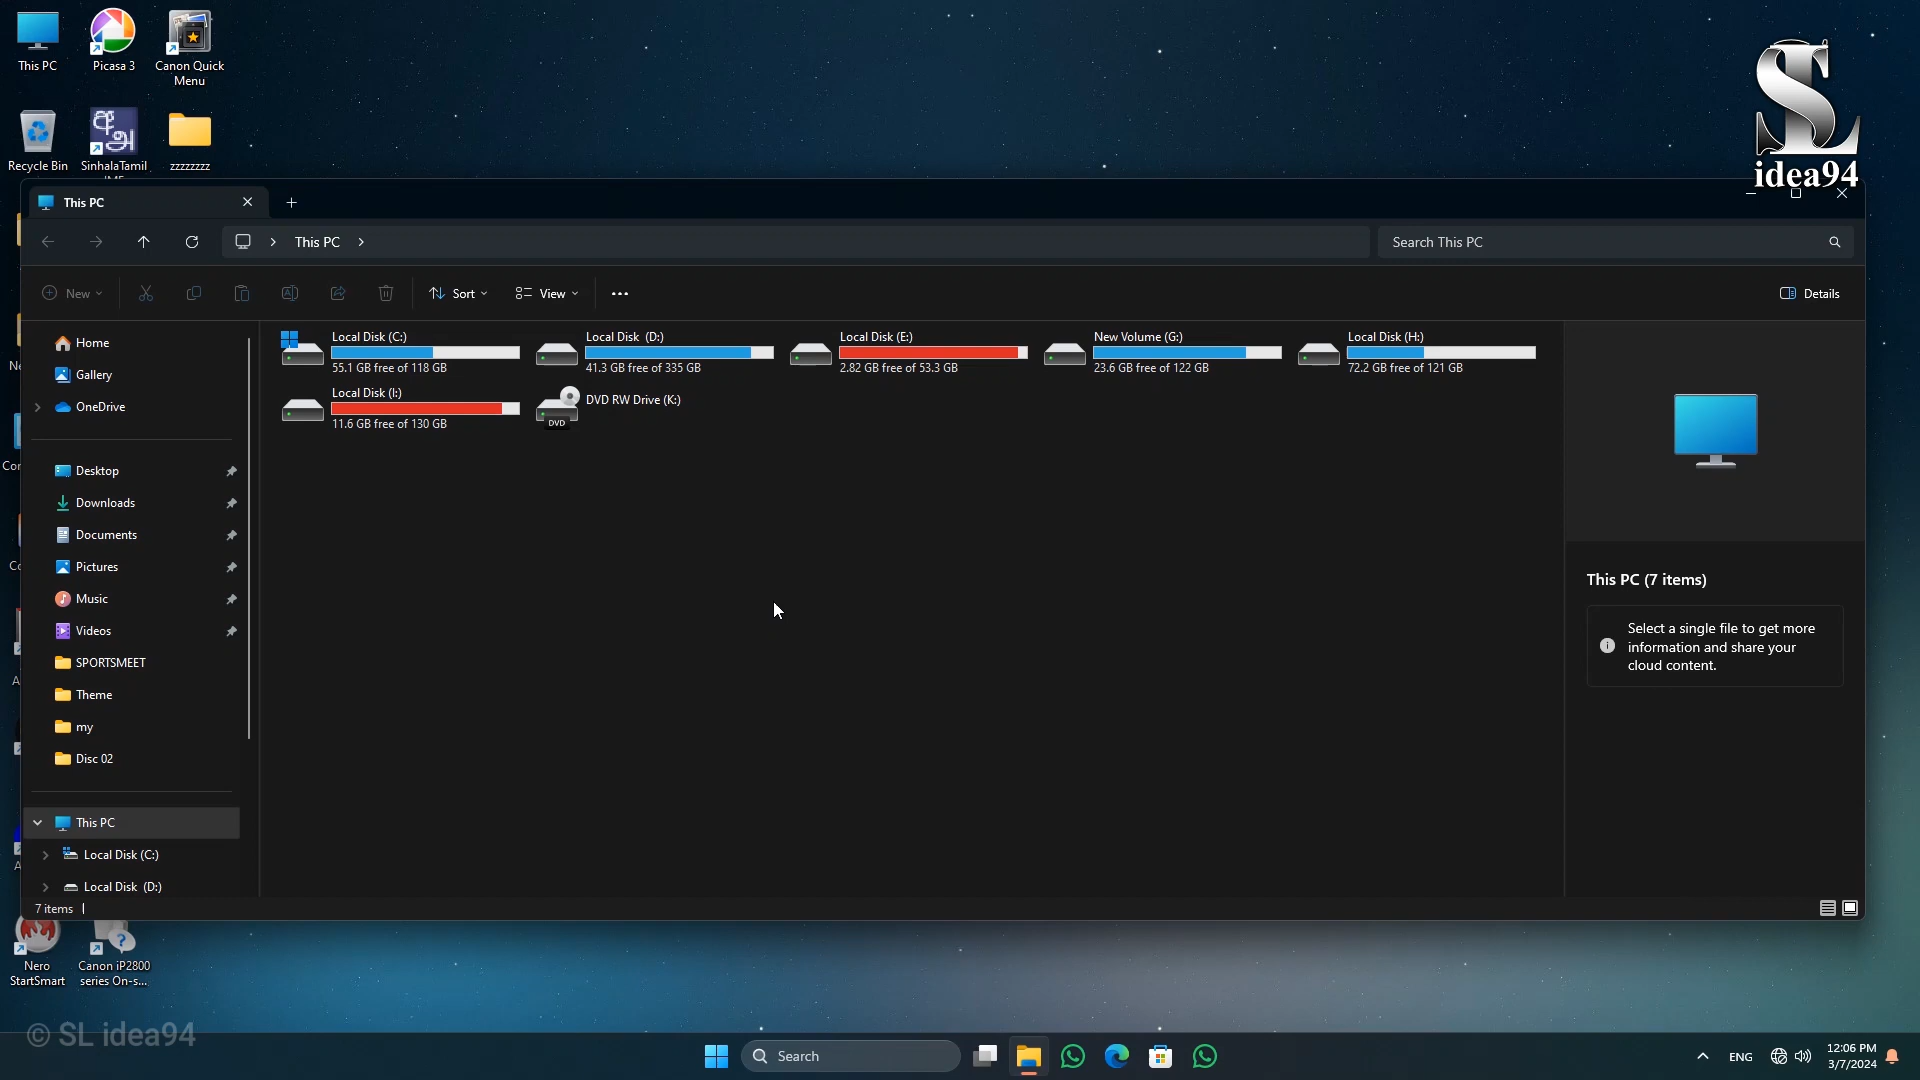 This PC
Picasa 3
Canon Quick
Menu
Recycle Bin
SinhalaTamil
zzzzzzzz
SL
idea94
This PC
This PC
Search This PC
New
Sort
View
Details
Home
Gallery
OneDrive
Desktop
Downloads
Documents
Pictures
Music
Videos
SPORTSMEET
Theme
my
Disc 02
This PC
Local Disk (C:)
Local Disk  (D:)
7 items
Local Disk (C:)
55.1 GB free of 118 GB
Local Disk  (D:)
41.3 GB free of 335 GB
Local Disk (E:)
2.82 GB free of 53.3 GB
New Volume (G:)
23.6 GB free of 122 GB
Local Disk (H:)
72.2 GB free of 121 GB
Local Disk (I:)
11.6 GB free of 130 GB
DVD
DVD RW Drive (K:)
This PC (7 items)
Select a single file to get more
information and share your
cloud content.
Nero
StartSmart
Canon iP2800
series On-s...
© SL idea94
Search
ENG
12:06 PM
3/7/2024